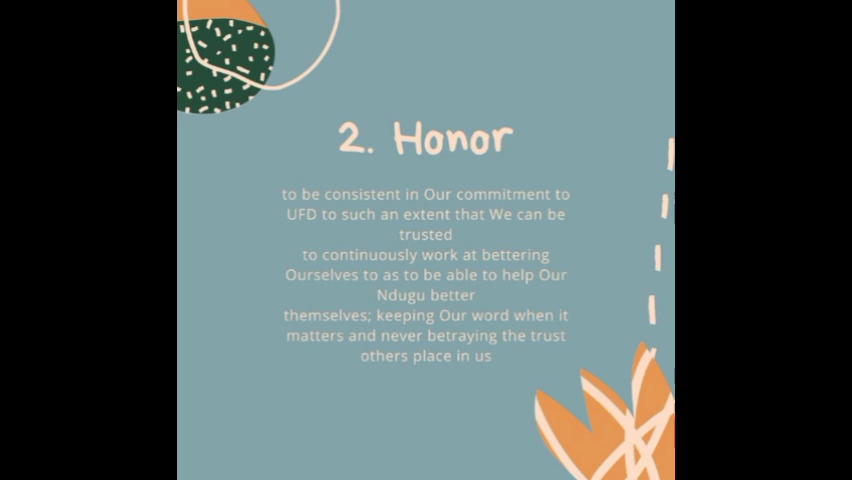 2. Honor
to be consistent in Our commitment to
UFD to such an extent that We can be
trusted
to continuously work at bettering
Ourselves to as to be able to help Our
Ndugu better
themselves; keeping Our word when it
matters and never betraying the trust
others place in us